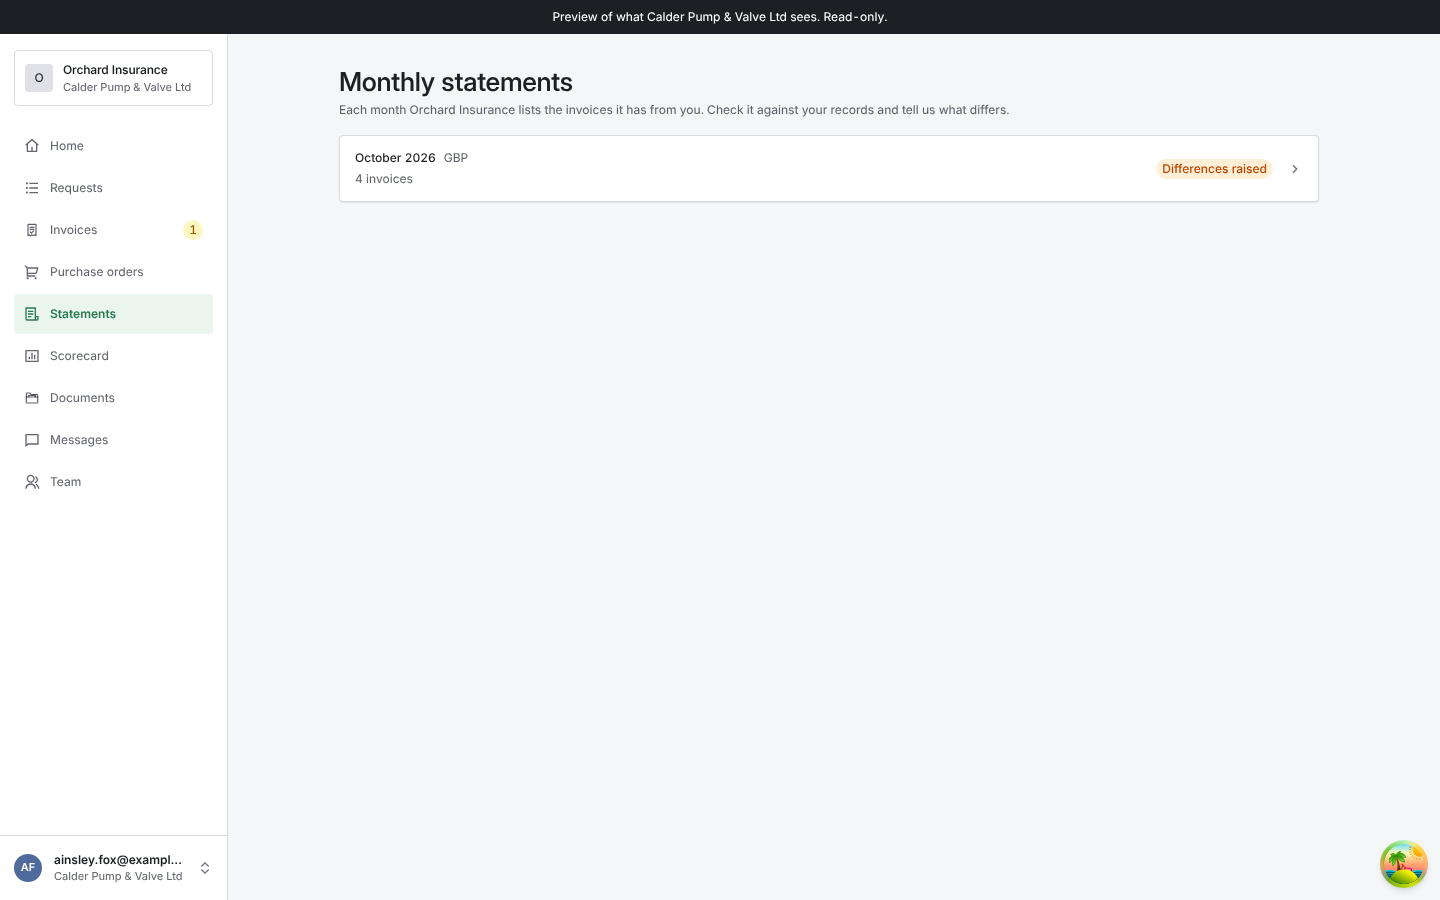 Preview of what Calder Pump & Valve Ltd sees. Read-only.
O
Orchard Insurance
Calder Pump & Valve Ltd
Home
Requests
Invoices
1
Purchase orders
Statements
Scorecard
Documents
Messages
Team
AF
ainsley.fox@exampl...
Calder Pump & Valve Ltd
Monthly statements
Each month Orchard Insurance lists the invoices it has from you. Check it against your records and tell us what differs.
October 2026 GBP
4 invoices
Differences raised